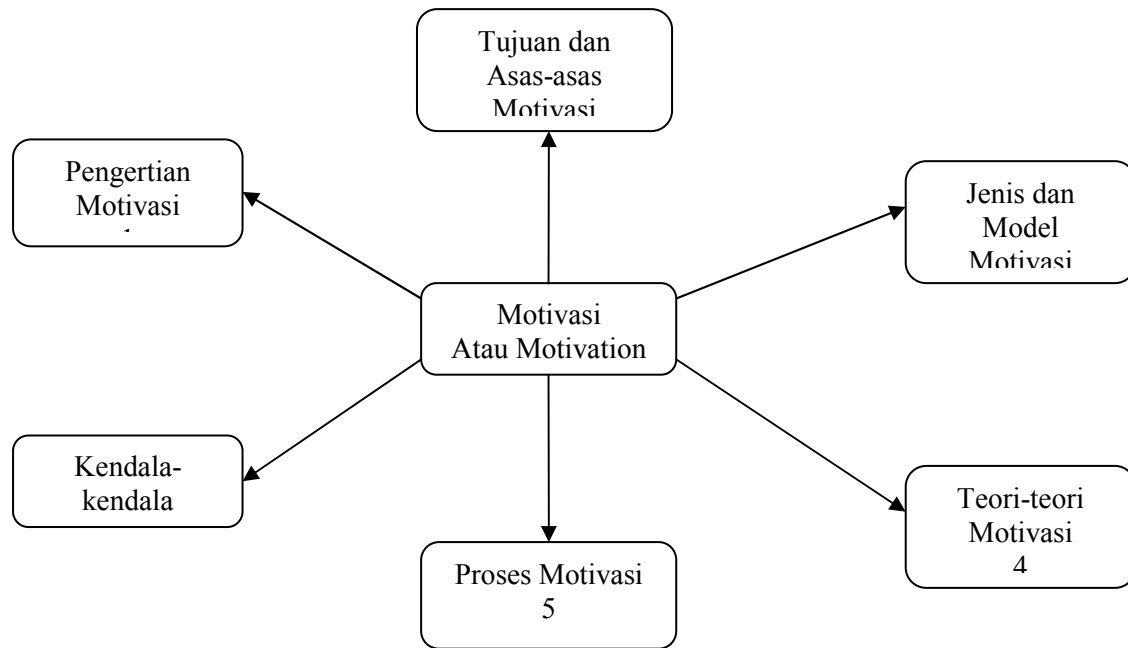 Tujuan dan
Asas-asas
Motivasi
Pengertian
Motivasi
Jenis dan
Model
Motivasi
Motivasi
Atau Motivation
Kendala-
kendala
Teori-teori
Motivasi
4
Proses Motivasi
5